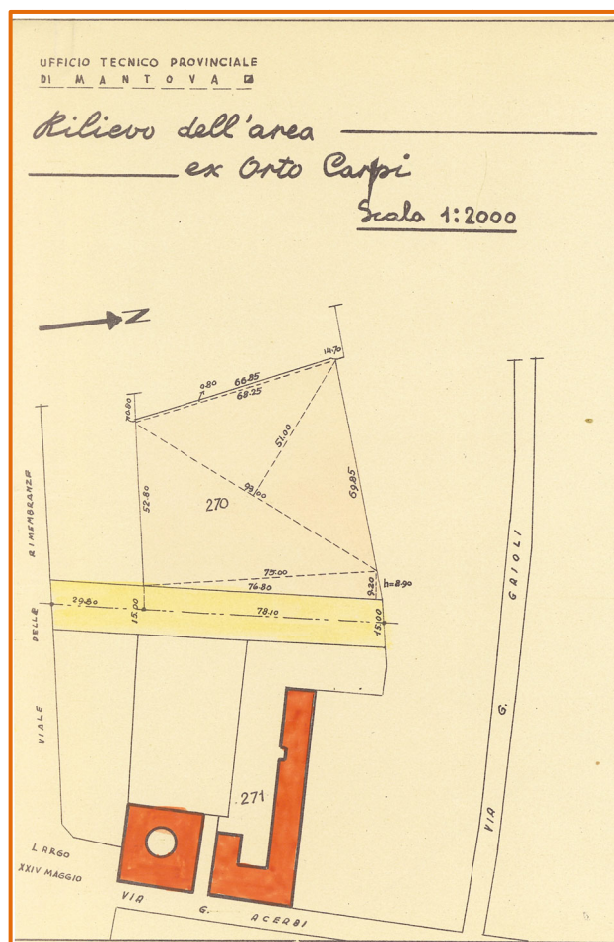 UFFICIO TECNICO PROVINCIALE
DI MANTOVA
Rilievo dell'area
ex Orto Carpi
Scala 1:2000
N
14.70
0.80
66.85
68.25
10.80
51.00
69.85
52.80
270
99.00
75.00
76.80
9.20
h=8.90
29.80
15.00
78.10
15.00
VIALE DELLE RIMEMBRANZE
VIA G. GRIOLI
271
LARGO
XXIV MAGGIO
VIA G. ACERBI